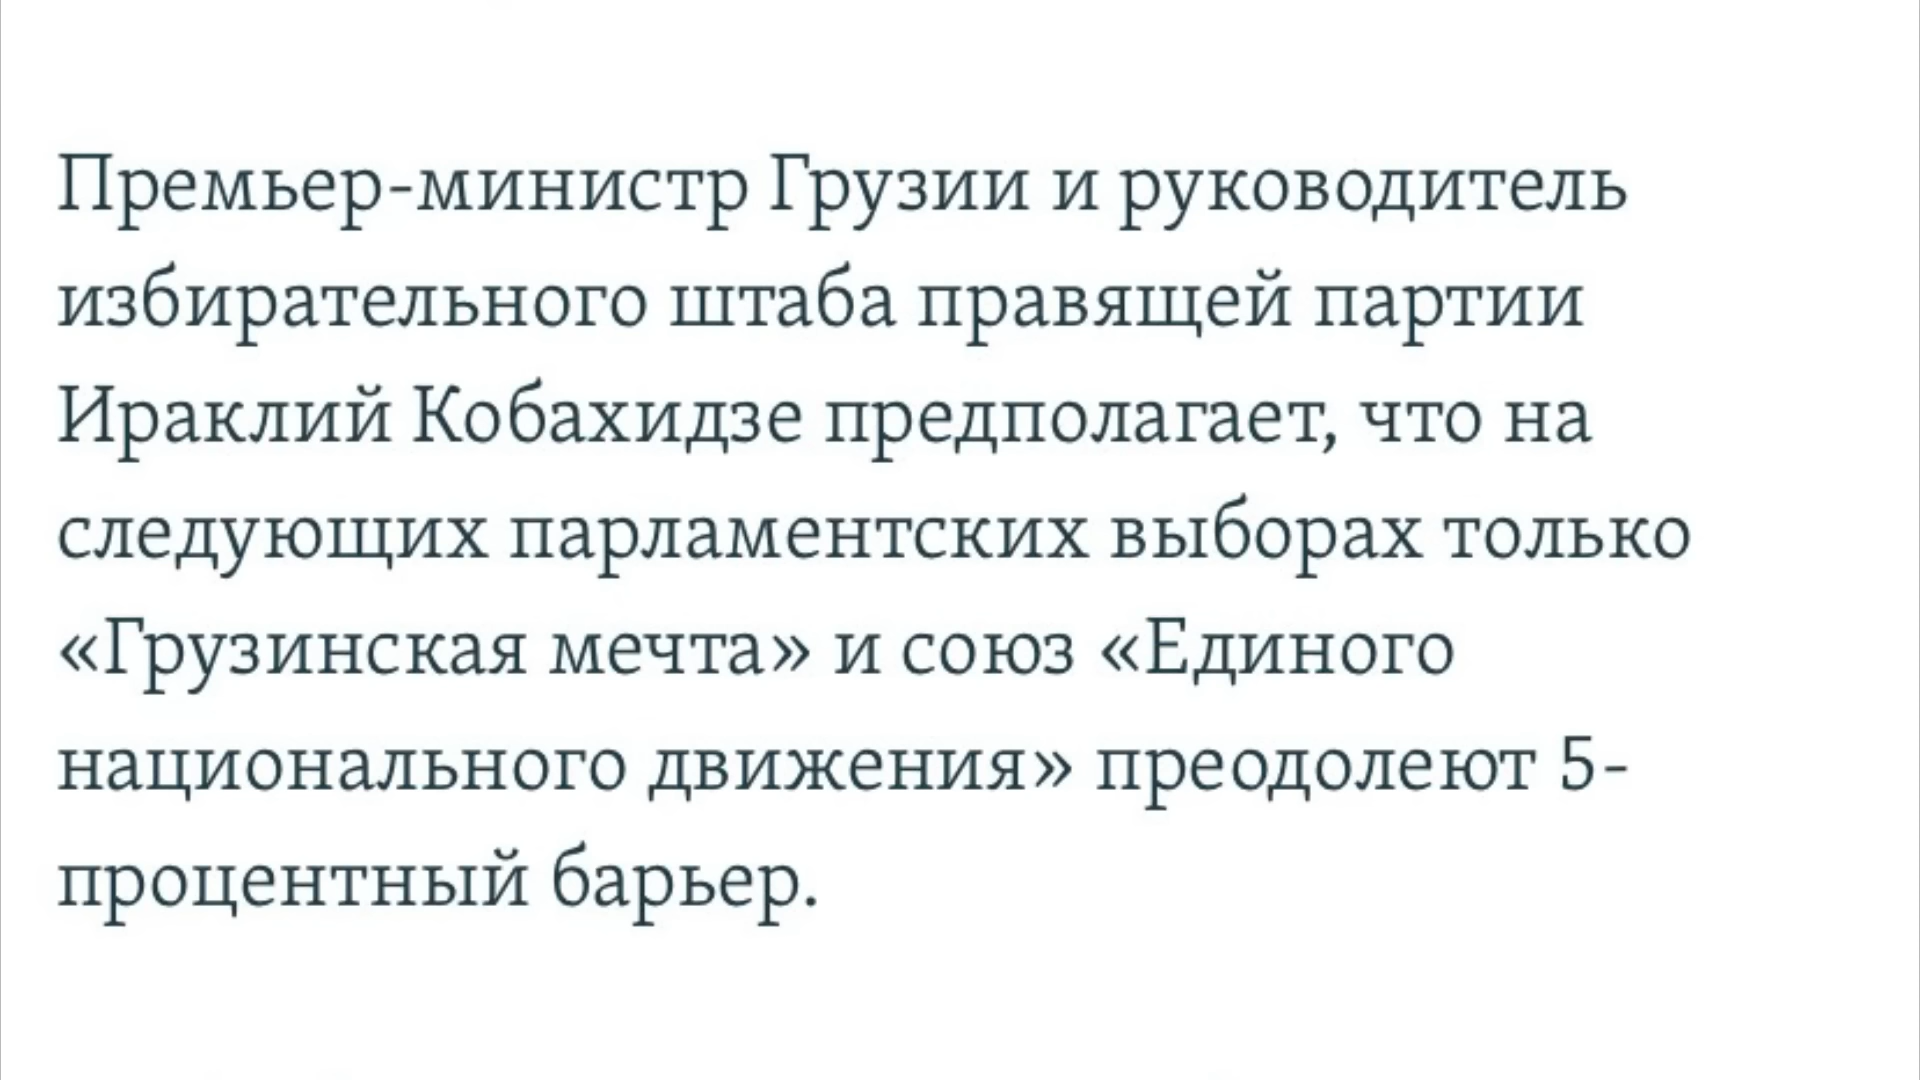 Премьер-министр Грузии и руководитель
избирательного штаба правящей партии
Ираклий Кобахидзе предполагает, что на
следующих парламентских выборах только
«Грузинская мечта» и союз «Единого
национального движения» преодолеют 5-
процентный барьер.